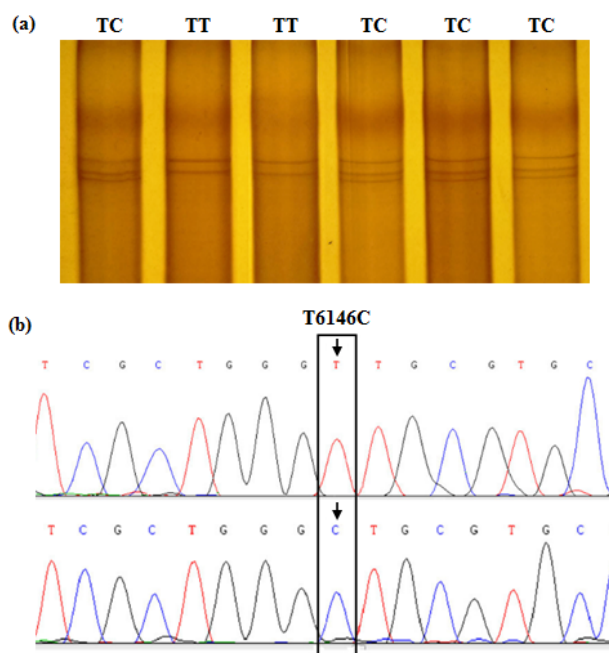 (a) TC TT TT TC TC TC
(b)
T6146C
T C G C T G G G T T G C G T G C
T C G C T G G G C T G C G T G C